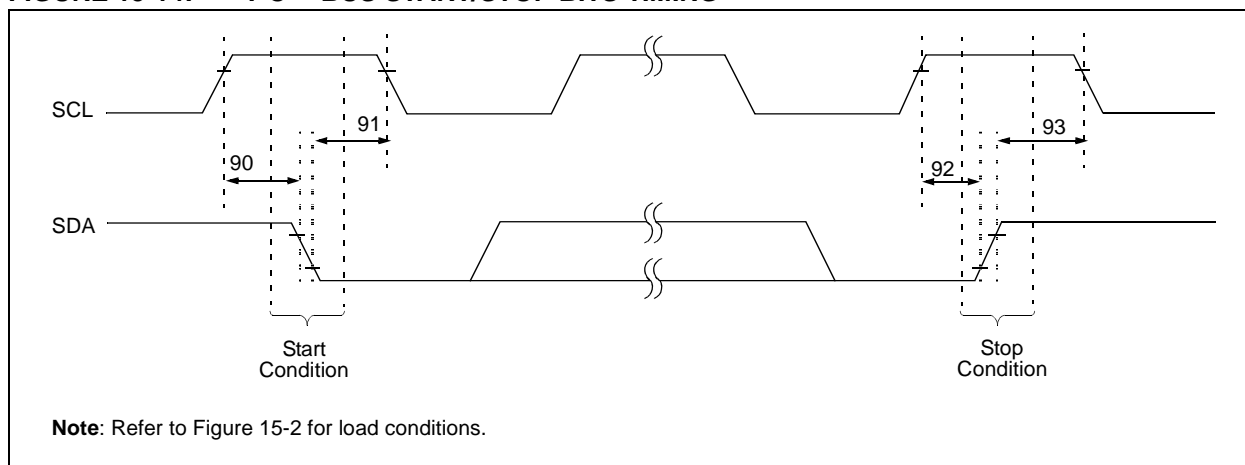 SCL
91
93
90
92
SDA
Start
Condition
Stop
Condition
Note: Refer to Figure 15-2 for load conditions.